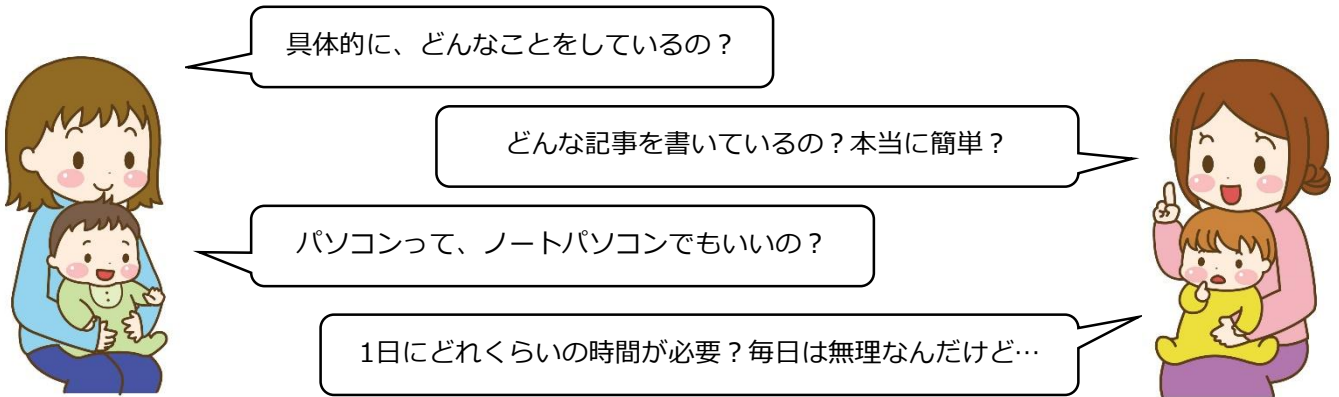 具体的に、どんなことをしているの？
どんな記事を書いているの？本当に簡単？
パソコンって、ノートパソコンでもいいの？
1日にどれくらいの時間が必要？毎日は無理なんだけど…